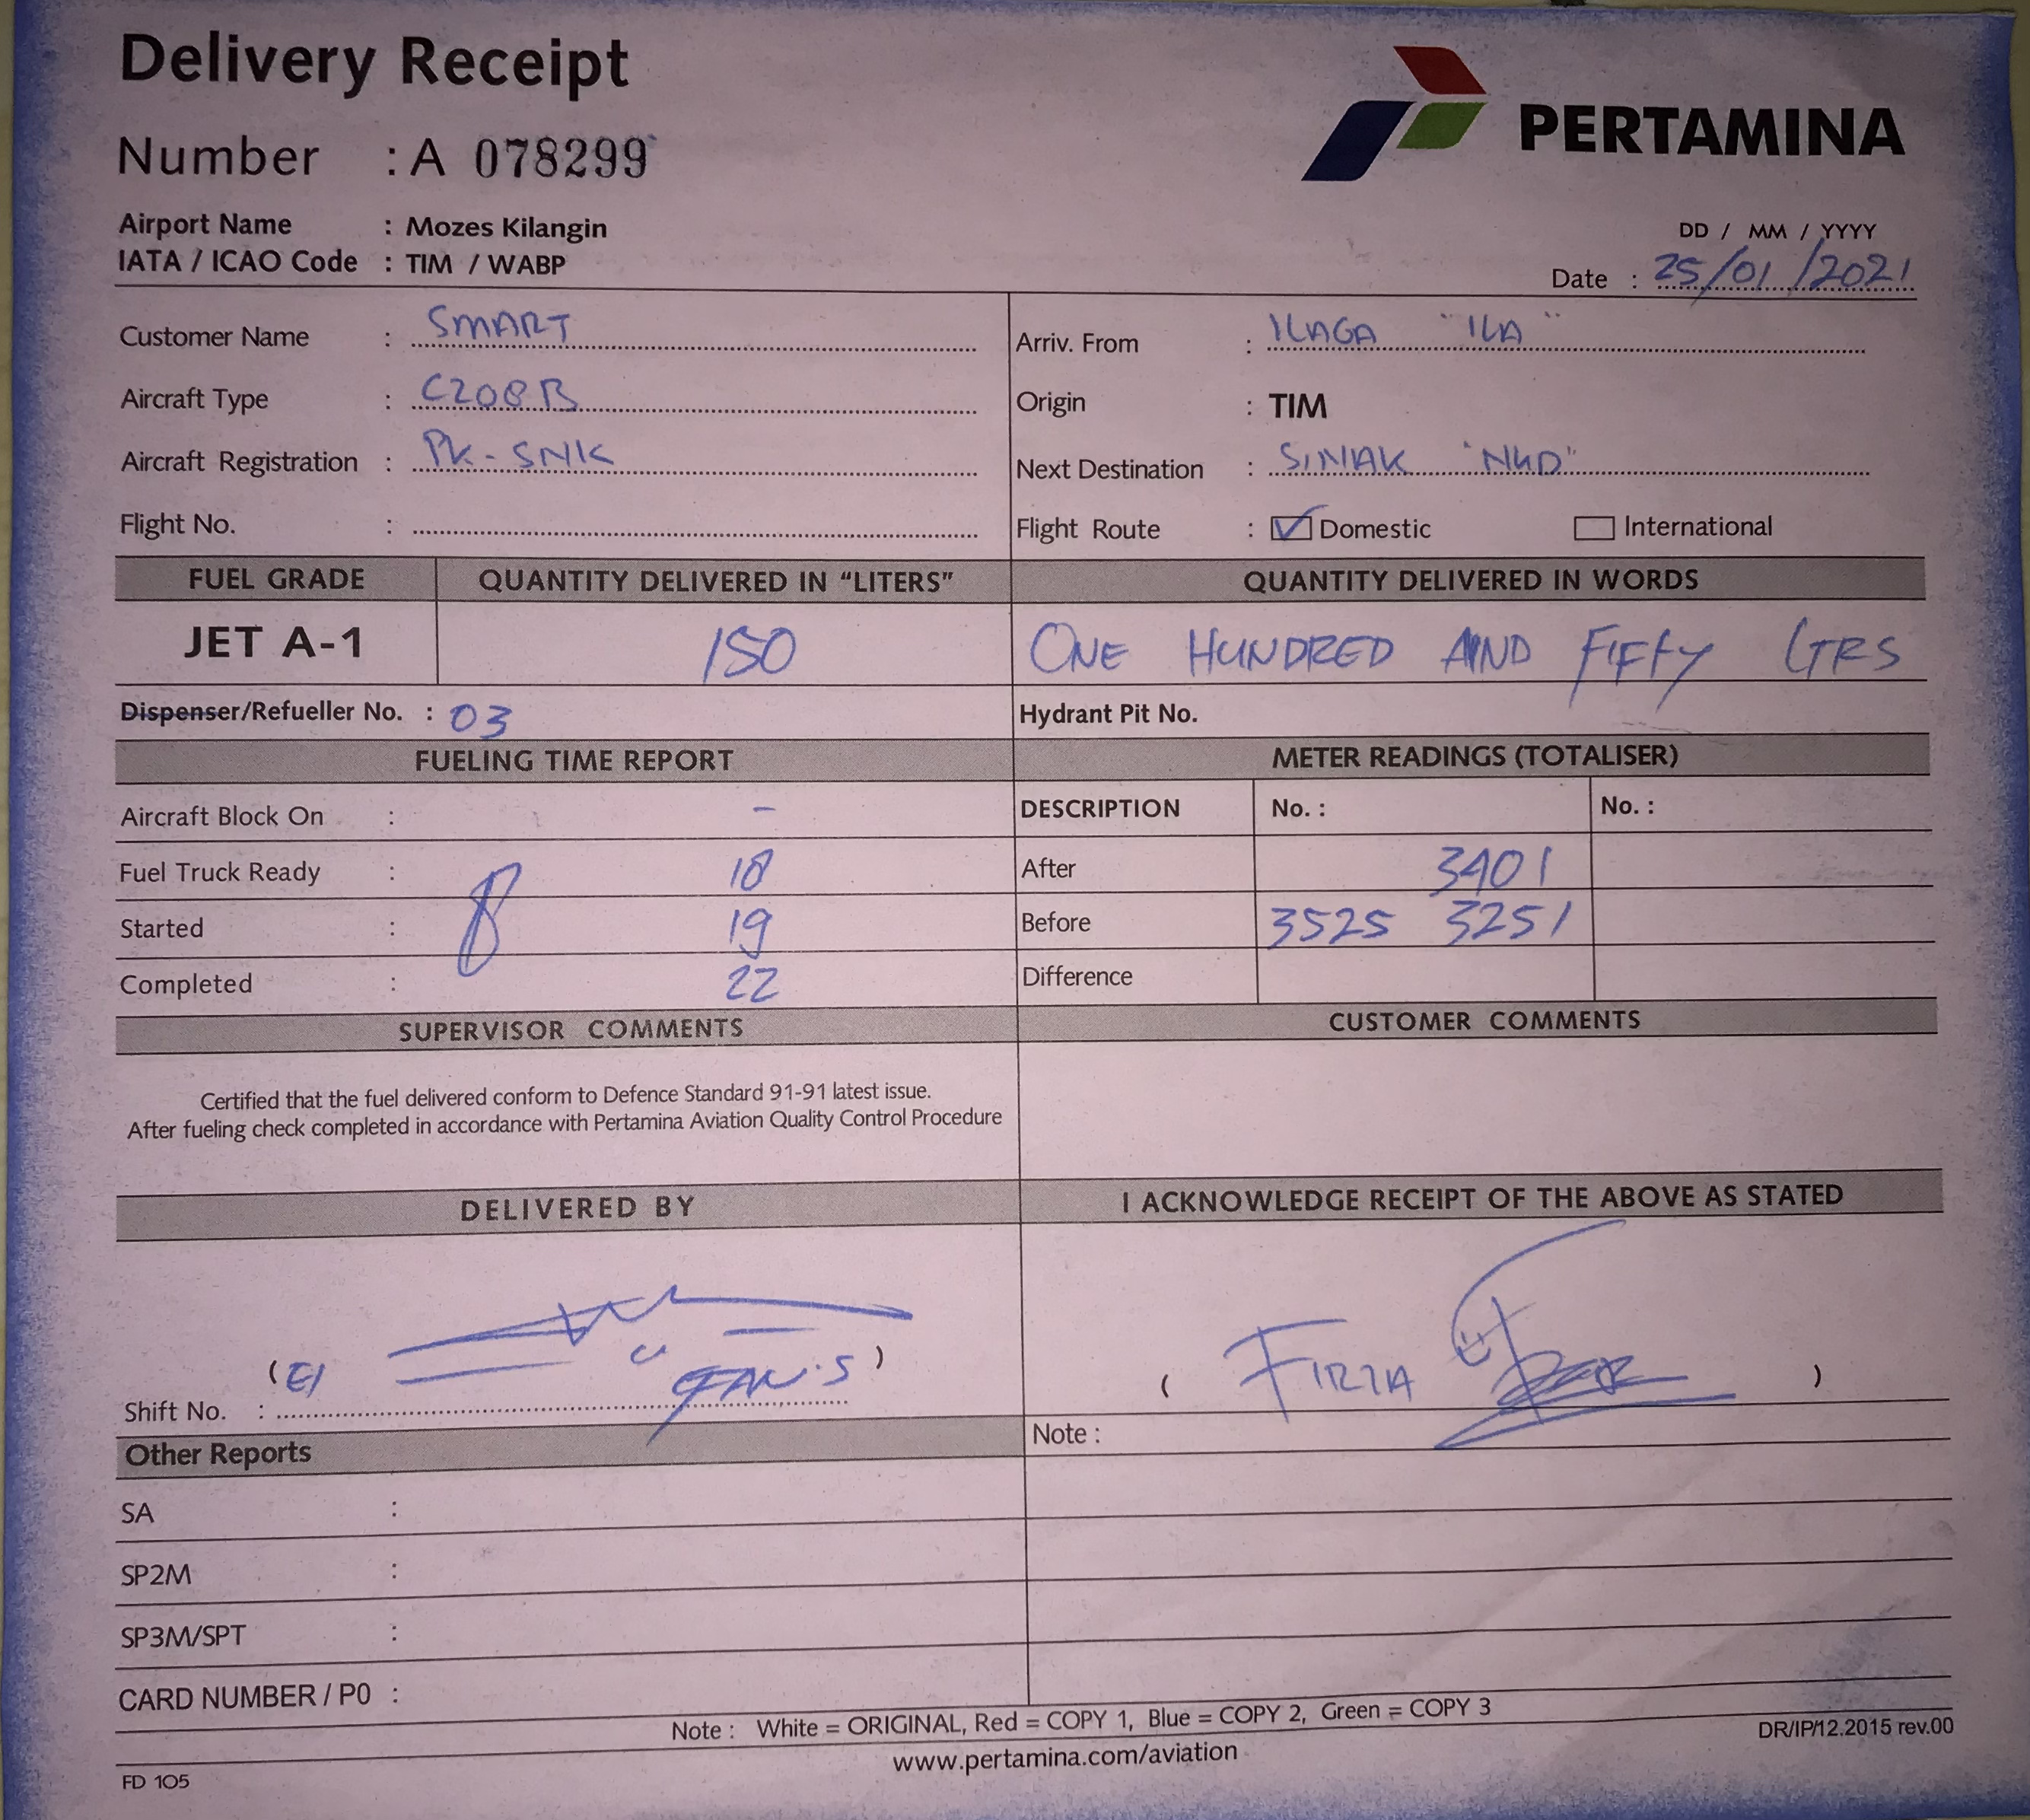 Delivery Receipt
PERTAMINA
Number : A 078299
Airport Name : Mozes Kilangin
IATA / ICAO Code : TIM / WABP
DD / MM / YYYY
Date : 25/01/2021
Customer Name : SMART
Arriv. From : ILAGA "ILA"
Aircraft Type : C208B
Origin : TIM
Aircraft Registration : PK-SNK
Next Destination : SINAK "NKD"
Flight No. :
Flight Route : Domestic International
FUEL GRADE QUANTITY DELIVERED IN “LITERS” QUANTITY DELIVERED IN WORDS
JET A-1 150 ONE HUNDRED AND FIFTY LTRS
Dispenser/Refueller No. : 03 Hydrant Pit No.
FUELING TIME REPORT METER READINGS (TOTALISER)
Aircraft Block On : - DESCRIPTION No. : No. :
Fuel Truck Ready : 18 After 3401
Started : 8 19 Before 3525 3251
Completed : 22 Difference
SUPERVISOR COMMENTS CUSTOMER COMMENTS
Certified that the fuel delivered conform to Defence Standard 91-91 latest issue.
After fueling check completed in accordance with Pertamina Aviation Quality Control Procedure
DELIVERED BY I ACKNOWLEDGE RECEIPT OF THE ABOVE AS STATED
( )
( FIRZA )
Shift No. :
Note :
Other Reports
SA :
SP2M :
SP3M/SPT :
CARD NUMBER / P0 :
Note : White = ORIGINAL, Red = COPY 1, Blue = COPY 2, Green = COPY 3
DR/IP/12.2015 rev.00
www.pertamina.com/aviation
FD 105